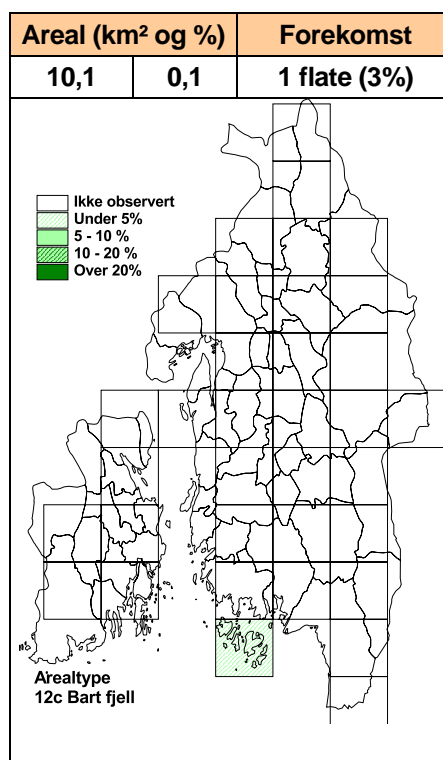 Areal (km² og %) Forekomst
10,1 0,1 1 flate (3%)
Ikke observert
Under 5%
5 - 10 %
10 - 20 %
Over 20%
Arealtype
12c Bart fjell